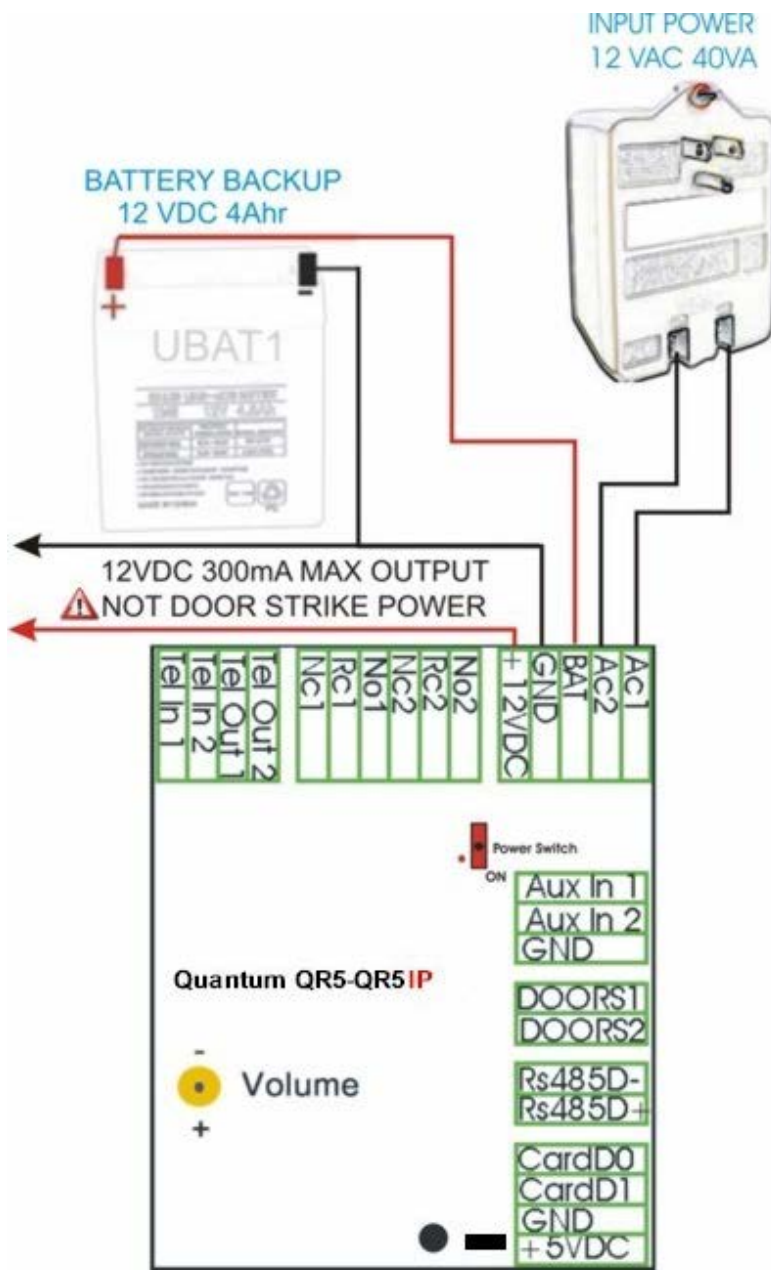 INPUT POWER
12 VAC 40VA
BATTERY BACKUP
12 VDC 4Ahr
+
-
UBAT1
12VDC 300mA MAX OUTPUT
NOT DOOR STRIKE POWER
Tel In 1
Tel In 2
Tel Out 1
Tel Out 2
Nc1
Rc1
No1
Nc2
Rc2
No2
+12VDC
GND
BAT
Ac2
Ac1
Power Switch
ON
Aux In 1
Aux In 2
GND
Quantum QR5-QR5IP
DOORS1
DOORS2
-
Volume
+
Rs485D-
Rs485D+
CardD0
CardD1
GND
+5VDC